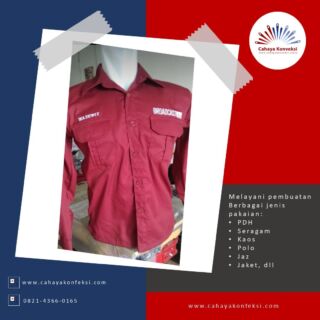 Cahaya Konveksi
Melayani pembuatan
Berbagai jenis
pakaian:
• PDH
• Seragam
• Kaos
• Polo
• Jaz
• Jaket, dll
www.cahayakonfeksi.com
0821-4366-0165
www.cahayakonfeksi.com